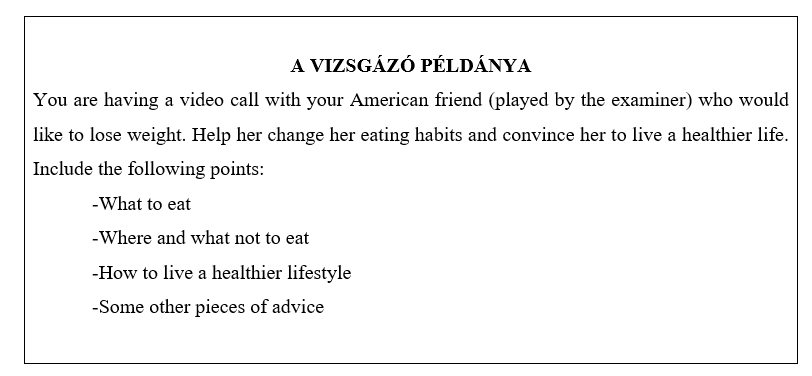 A VIZSGÁZÓ PÉLDÁNYA
You are having a video call with your American friend (played by the examiner) who would
like to lose weight. Help her change her eating habits and convince her to live a healthier life.
Include the following points:
-What to eat
-Where and what not to eat
-How to live a healthier lifestyle
-Some other pieces of advice